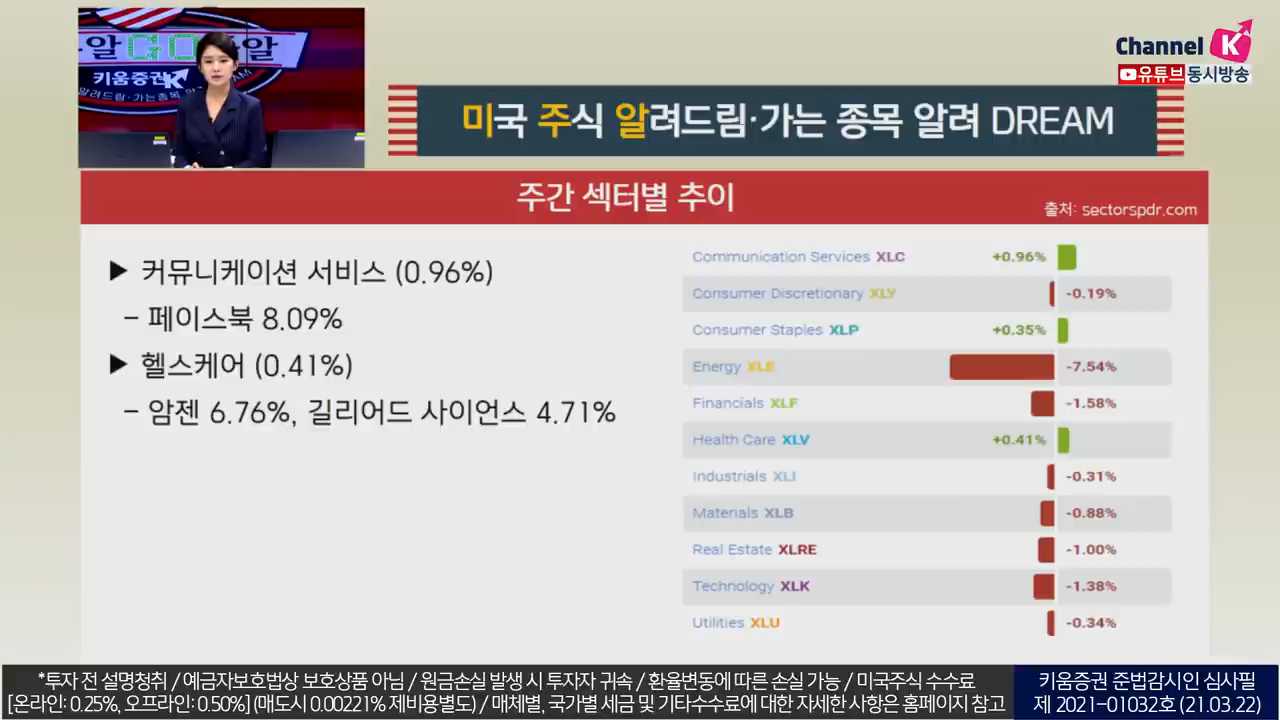 알GO
알
키움증권
알려드림·가는종목
Channel K
유튜브동시방송
미국 주식 알려드림·가는 종목 알려 DREAM
주간 섹터별 추이
출처: sectorspdr.com
▶ 커뮤니케이션 서비스 (0.96%)
– 페이스북 8.09%
▶ 헬스케어 (0.41%)
– 암젠 6.76%, 길리어드 사이언스 4.71%
Communication Services XLC +0.96%
Consumer Discretionary XLY -0.19%
Consumer Staples XLP +0.35%
Energy XLE -7.54%
Financials XLF -1.58%
Health Care XLV +0.41%
Industrials XLI -0.31%
Materials XLB -0.88%
Real Estate XLRE -1.00%
Technology XLK -1.38%
Utilities XLU -0.34%
*투자 전 설명청취 / 예금자보호법상 보호상품 아님 / 원금손실 발생 시 투자자 귀속 / 환율변동에 따른 손실 가능 / 미국주식 수수료
[온라인: 0.25%, 오프라인: 0.50%] (매도시 0.00221% 제비용별도) / 매체별, 국가별 세금 및 기타수수료에 대한 자세한 사항은 홈페이지 참고
키움증권 준법감시인 심사필
제 2021-01032호 (21.03.22)